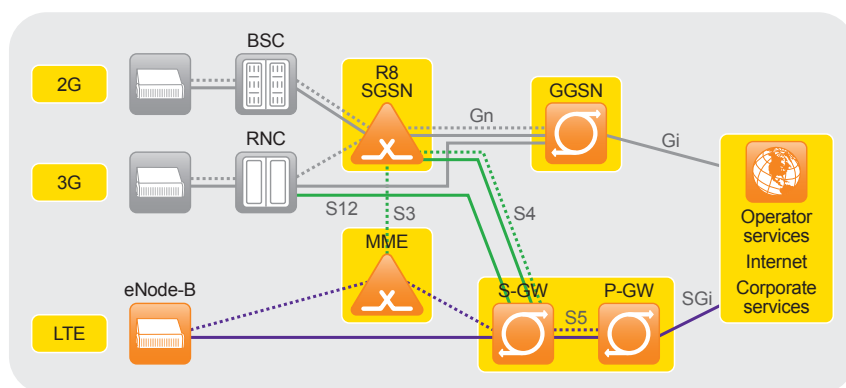 BSC
2G
R8
SGSN
GGSN
Gn
Gi
RNC
3G
S12
S3
S4
Operator
services
Internet
Corporate
services
MME
eNode-B
S-GW
P-GW
SGi
S5
LTE